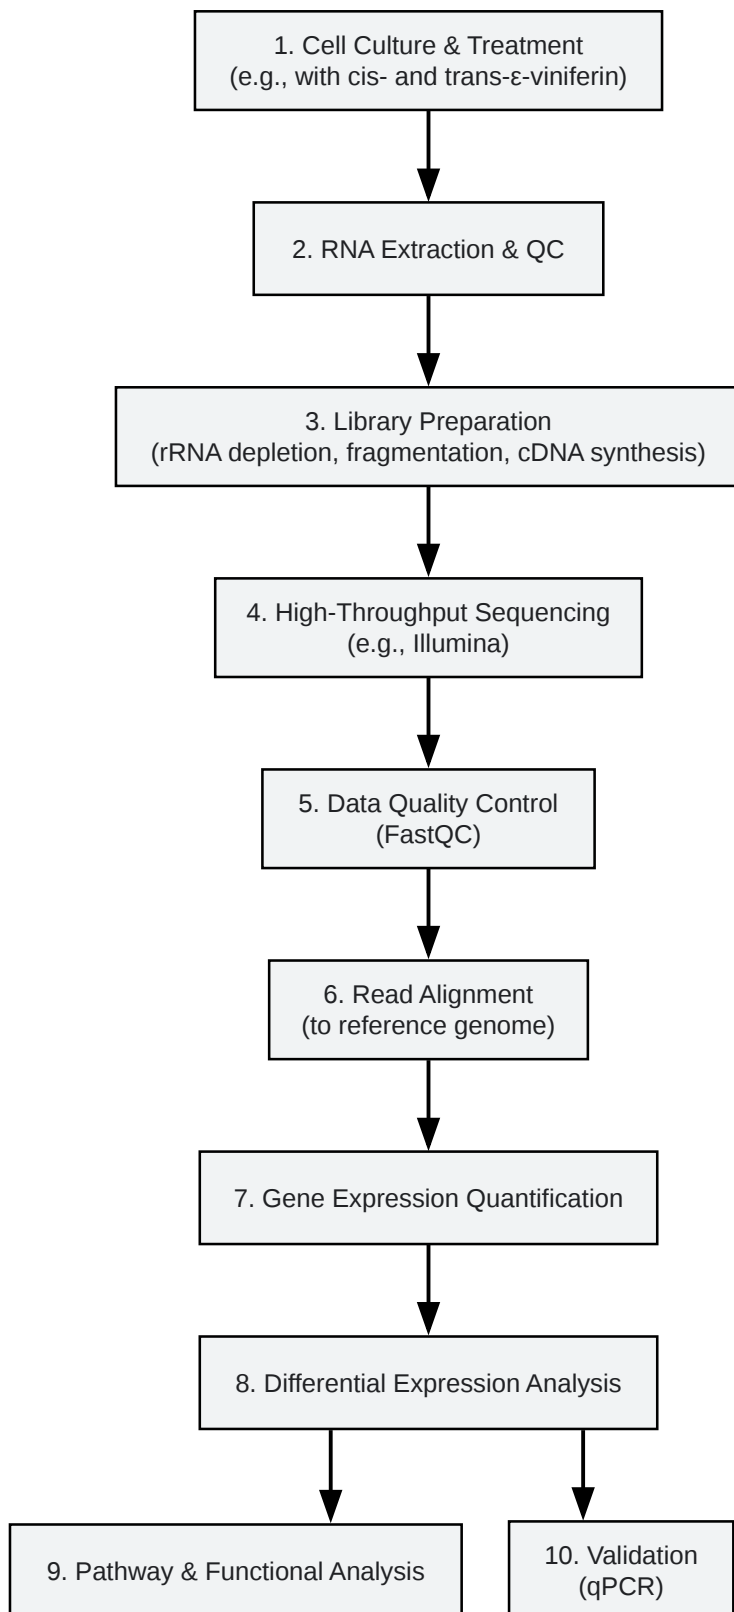 1. Cell Culture & Treatment
(e.g., with cis- and trans-ε-viniferin)
2. RNA Extraction & QC
3. Library Preparation
(rRNA depletion, fragmentation, cDNA synthesis)
4. High-Throughput Sequencing
(e.g., Illumina)
5. Data Quality Control
(FastQC)
6. Read Alignment
(to reference genome)
7. Gene Expression Quantification
8. Differential Expression Analysis
9. Pathway & Functional Analysis
10. Validation
(qPCR)